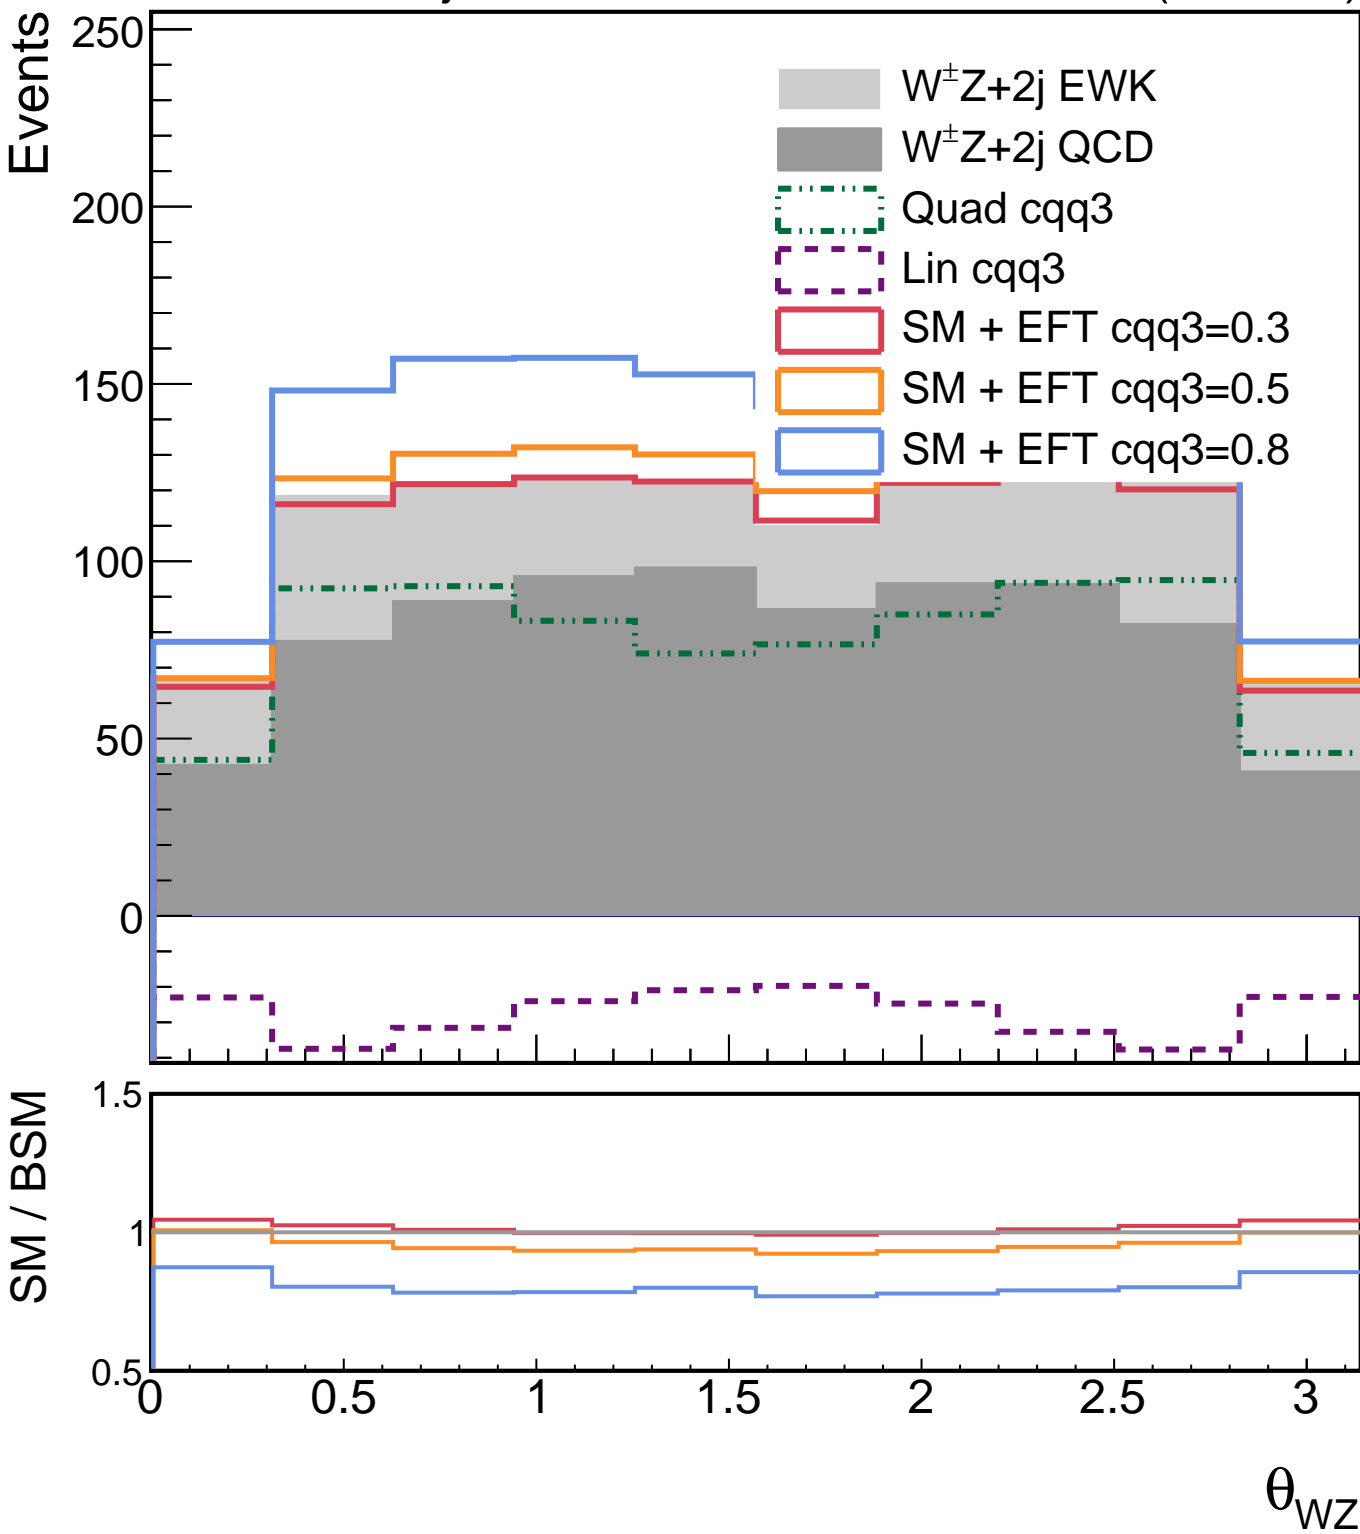 Events
250
200
150
100
50
0
W±Z+2j EWK
W±Z+2j QCD
Quad cqq3
Lin cqq3
SM + EFT cqq3=0.3
SM + EFT cqq3=0.5
SM + EFT cqq3=0.8
SM / BSM
1.5
1
0.5
0 0.5 1 1.5 2 2.5 3
θWZ